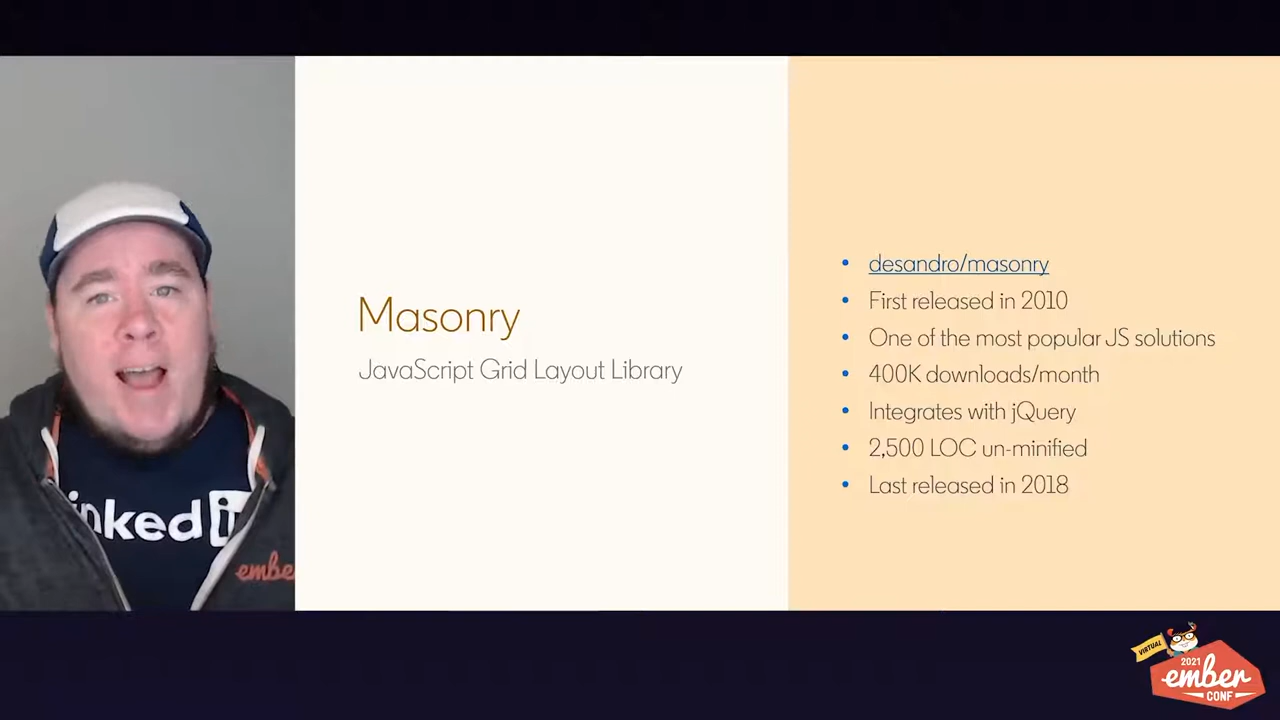 Masonry
JavaScript Grid Layout Library
desandro/masonry
First released in 2010
One of the most popular JS solutions
400K downloads/month
Integrates with jQuery
2,500 LOC un-minified
Last released in 2018
inked in
ember
VIRTUAL
2021
ember
CONF